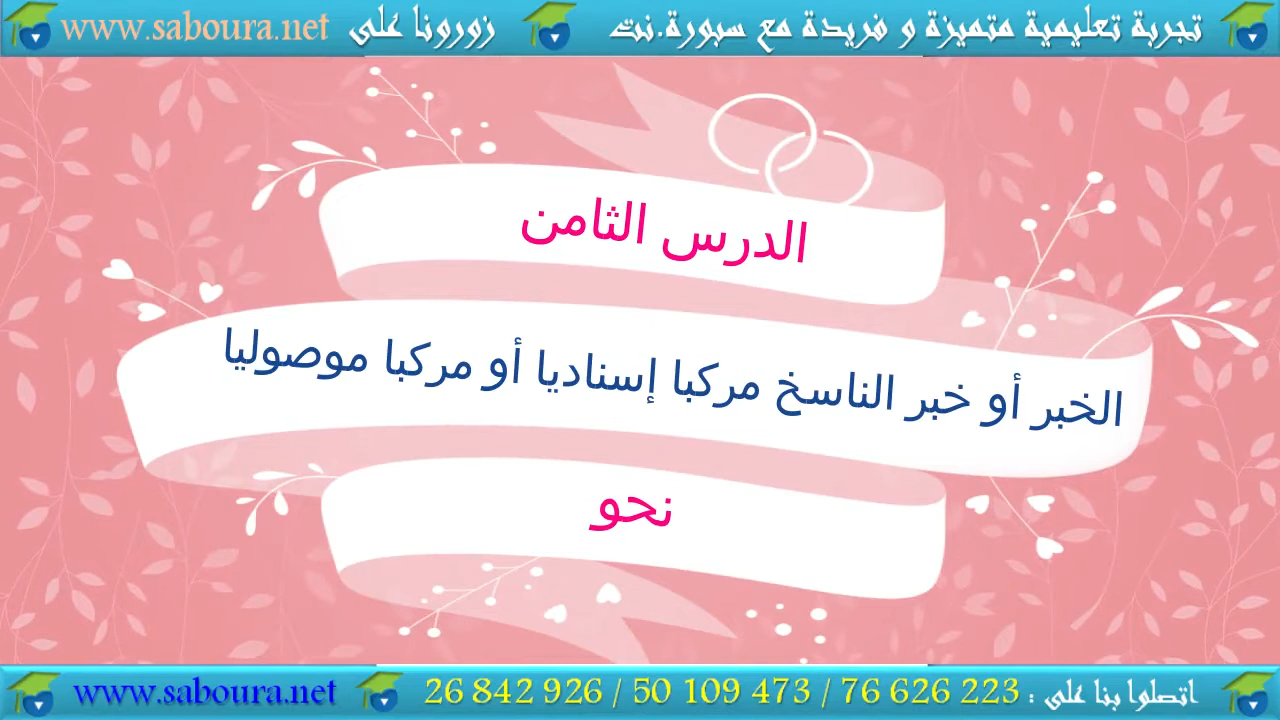 تجربة تعليمية متميزة و فريدة مع سبورة.نت زورونا على www.saboura.net
الدرس الثامن
الخبر أو خبر الناسخ مركبا إسناديا أو مركبا موصوليا
نحو
اتصلوا بنا على : 26 842 926 / 50 109 473 / 76 626 223 www.saboura.net